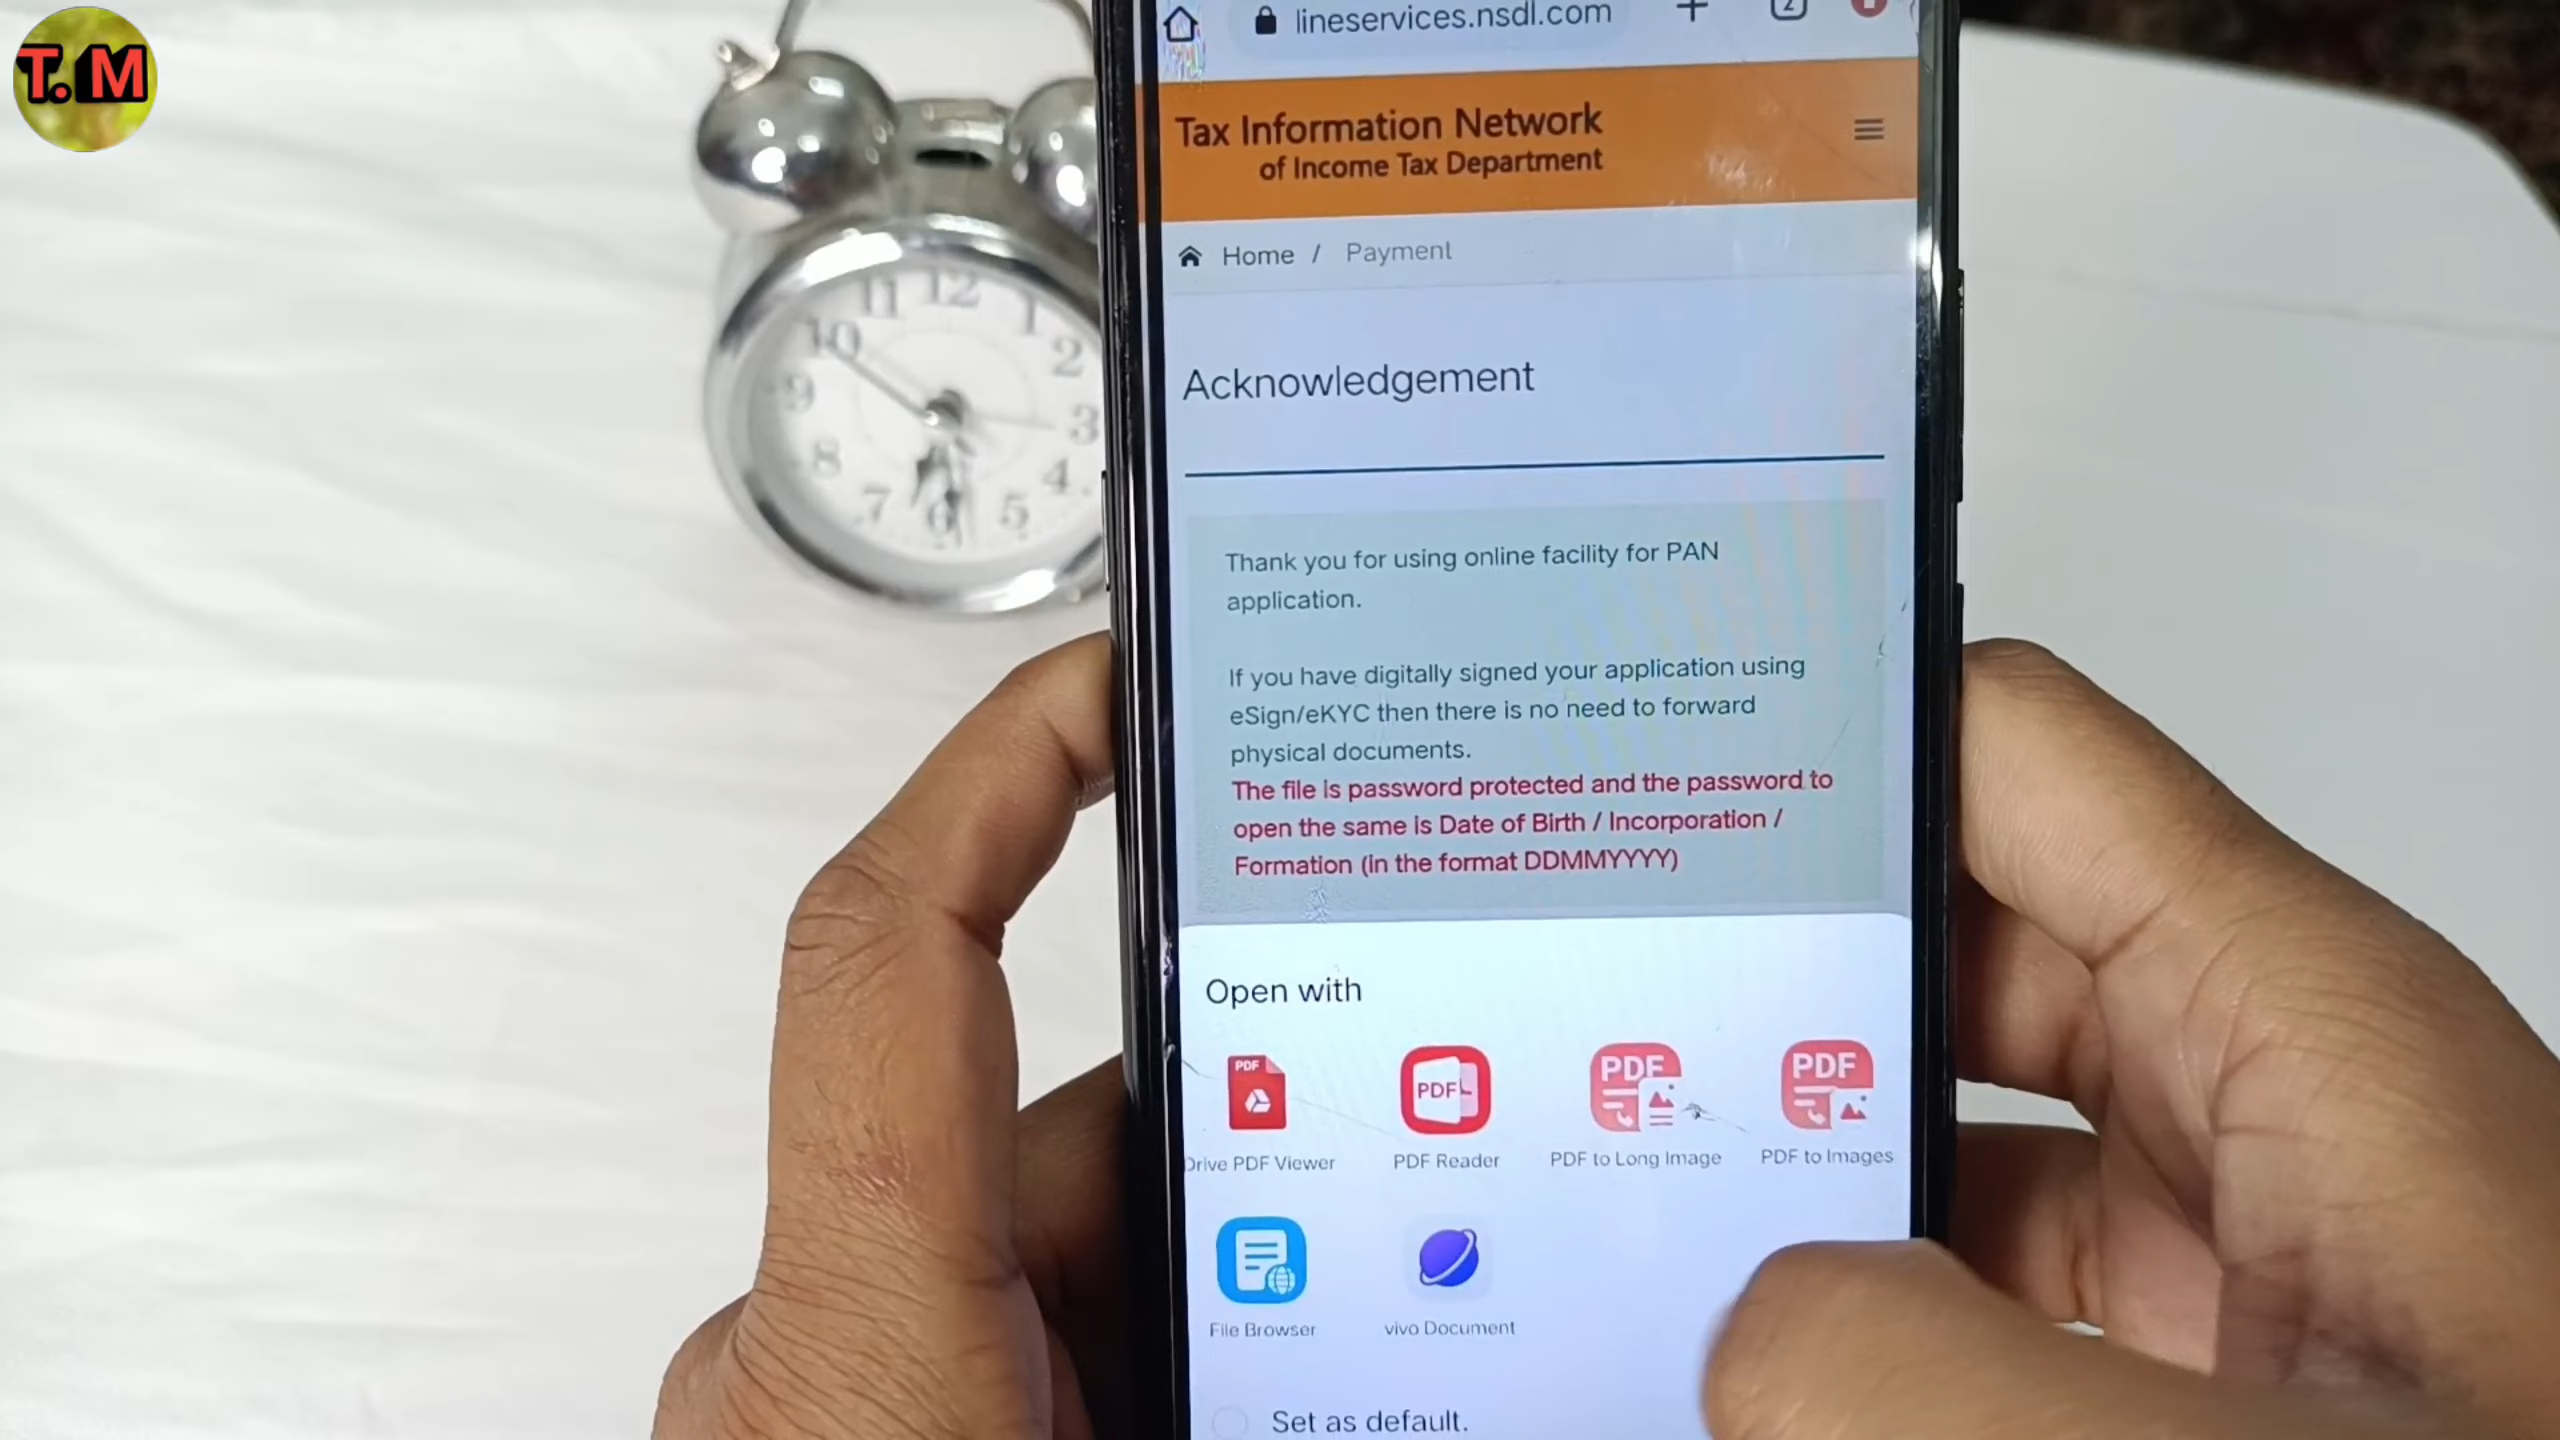 T. M
lineservices.nsdl.com
2
Tax Information Network
of Income Tax Department
Home / Payment
Acknowledgement
Thank you for using online facility for PAN
application.
If you have digitally signed your application using
eSign/eKYC then there is no need to forward
physical documents.
The file is password protected and the password to
open the same is Date of Birth / Incorporation /
Formation (in the format DDMMYYYY)
Open with
PDF
PDF
PDF
PDF
Drive PDF Viewer
PDF Reader
PDF to Long Image
PDF to Images
File Browser
vivo Document
Set as default.
11 12 1
10 2
9 3
8 4
7 6 5